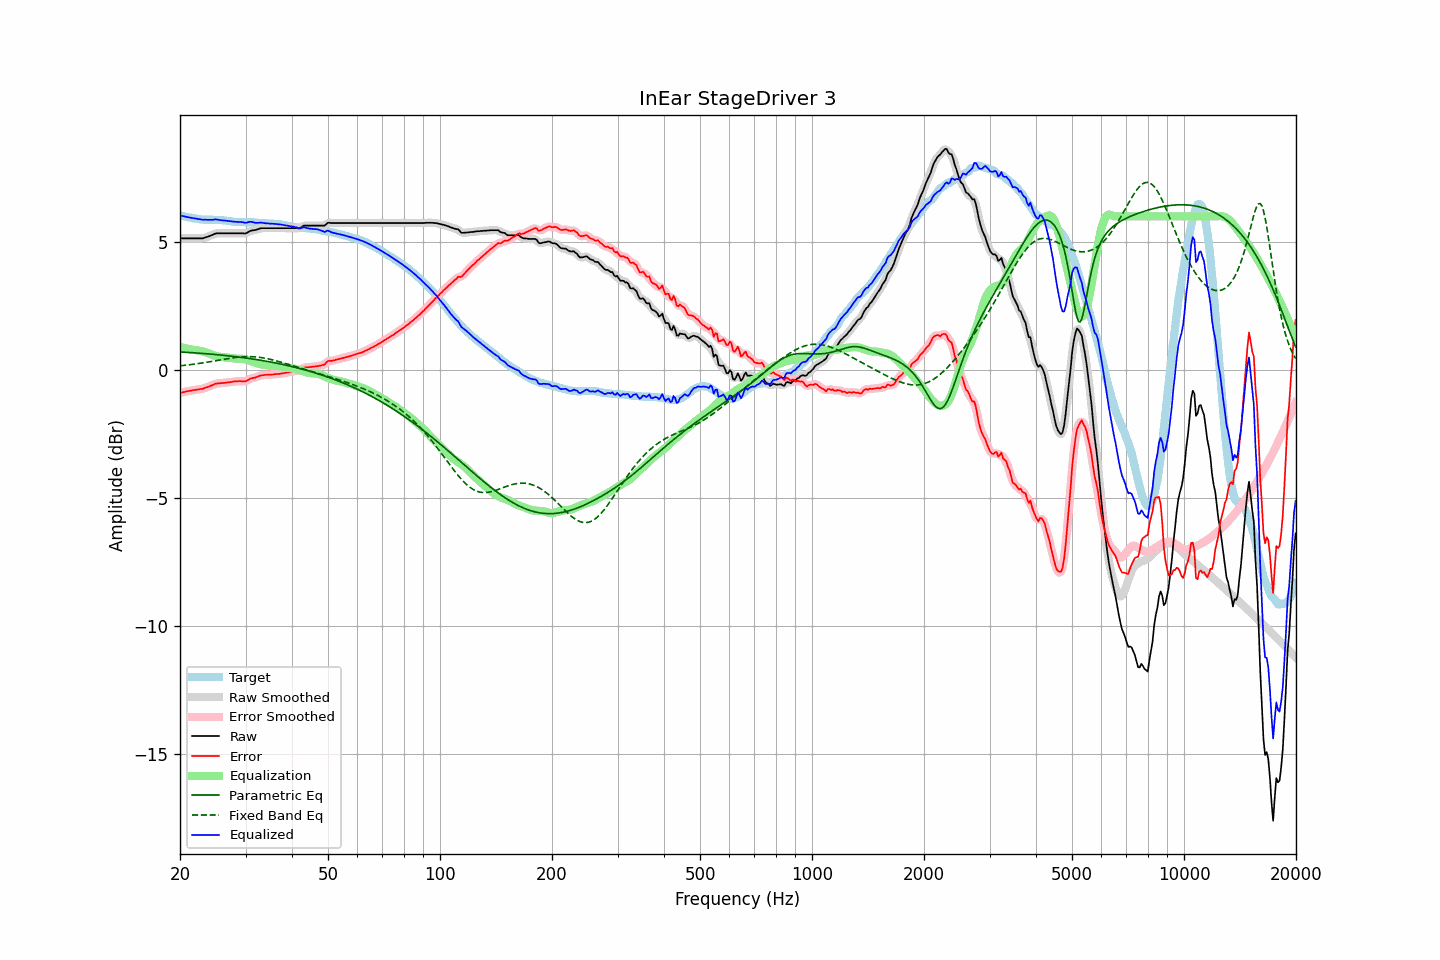 InEar StageDriver 3
Amplitude (dBr)
5
0
−5
−10
−15
Target
Raw Smoothed
Error Smoothed
Raw
Error
Equalization
Parametric Eq
Fixed Band Eq
Equalized
20 50 100 200 500 1000 2000 5000 10000 20000
Frequency (Hz)